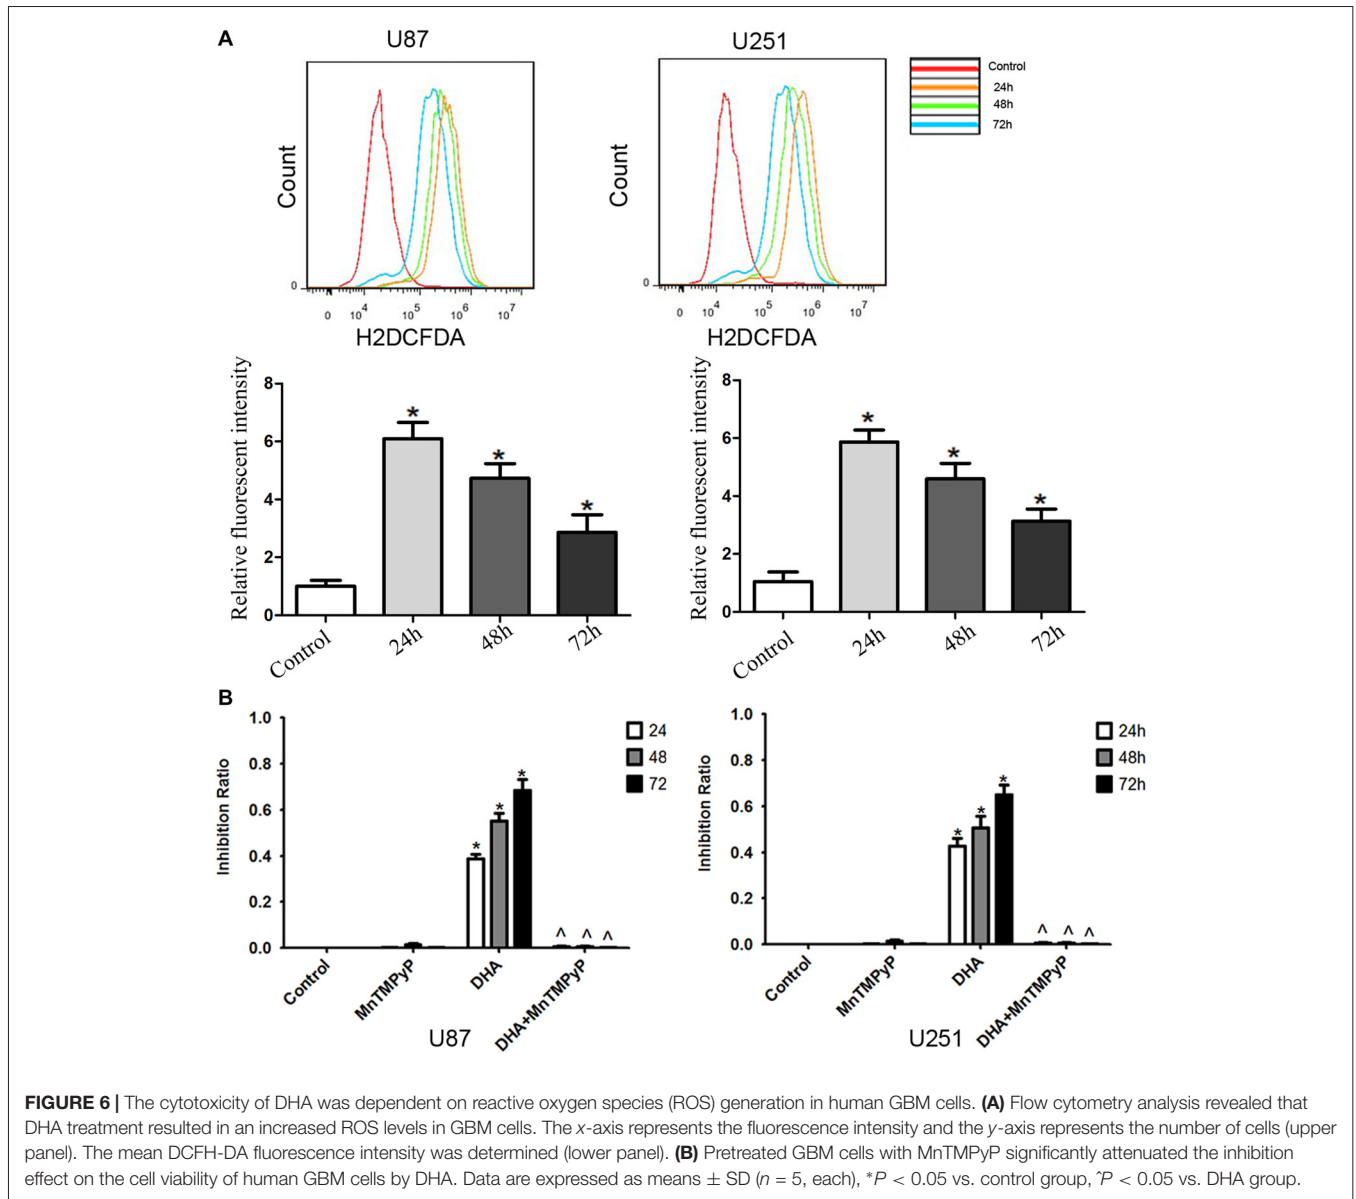 A
U87
U251
Control
24h
48h
72h
Count
0
0 10^4 10^5 10^6 10^7
H2DCFDA
Count
0
0 10^4 10^5 10^6 10^7
H2DCFDA
Relative fluorescent intensity
8
6
4
2
0
* * *
Control 24h 48h 72h
Relative fluorescent intensity
8
6
4
2
0
* * *
Control 24h 48h 72h
B
Inhibition Ratio
1.0
0.8
0.6
0.4
0.2
0.0
24
48
72
* * *
^ ^ ^
Control MnTMPyP DHA DHA+MnTMPyP
U87
Inhibition Ratio
1.0
0.8
0.6
0.4
0.2
0.0
24h
48h
72h
* * *
^ ^ ^
Control MnTMPyP DHA DHA+MnTMPyP
U251
FIGURE 6 | The cytotoxicity of DHA was dependent on reactive oxygen species (ROS) generation in human GBM cells. (A) Flow cytometry analysis revealed that
DHA treatment resulted in an increased ROS levels in GBM cells. The x-axis represents the fluorescence intensity and the y-axis represents the number of cells (upper
panel). The mean DCFH-DA fluorescence intensity was determined (lower panel). (B) Pretreated GBM cells with MnTMPyP significantly attenuated the inhibition
effect on the cell viability of human GBM cells by DHA. Data are expressed as means ± SD (n = 5, each), *P < 0.05 vs. control group, ^P < 0.05 vs. DHA group.